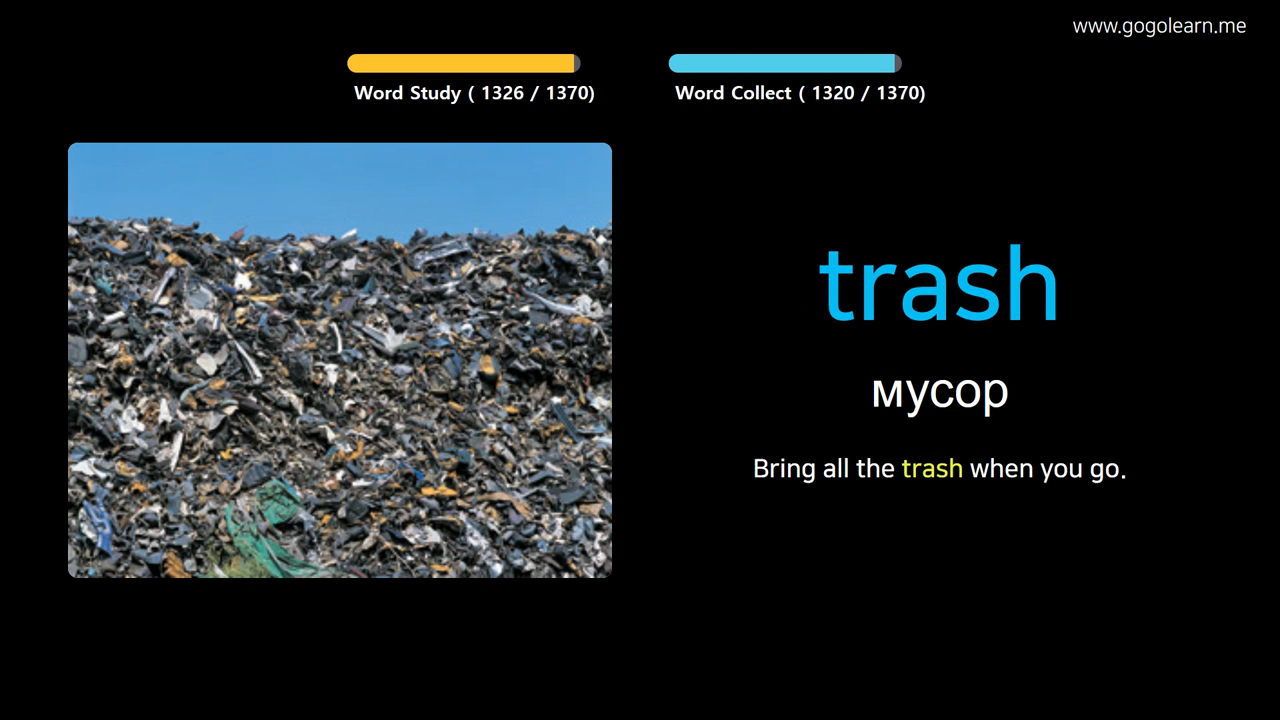 www.gogolearn.me
Word Study ( 1326 / 1370)
Word Collect ( 1320 / 1370)
trash
мусор
Bring all the trash when you go.